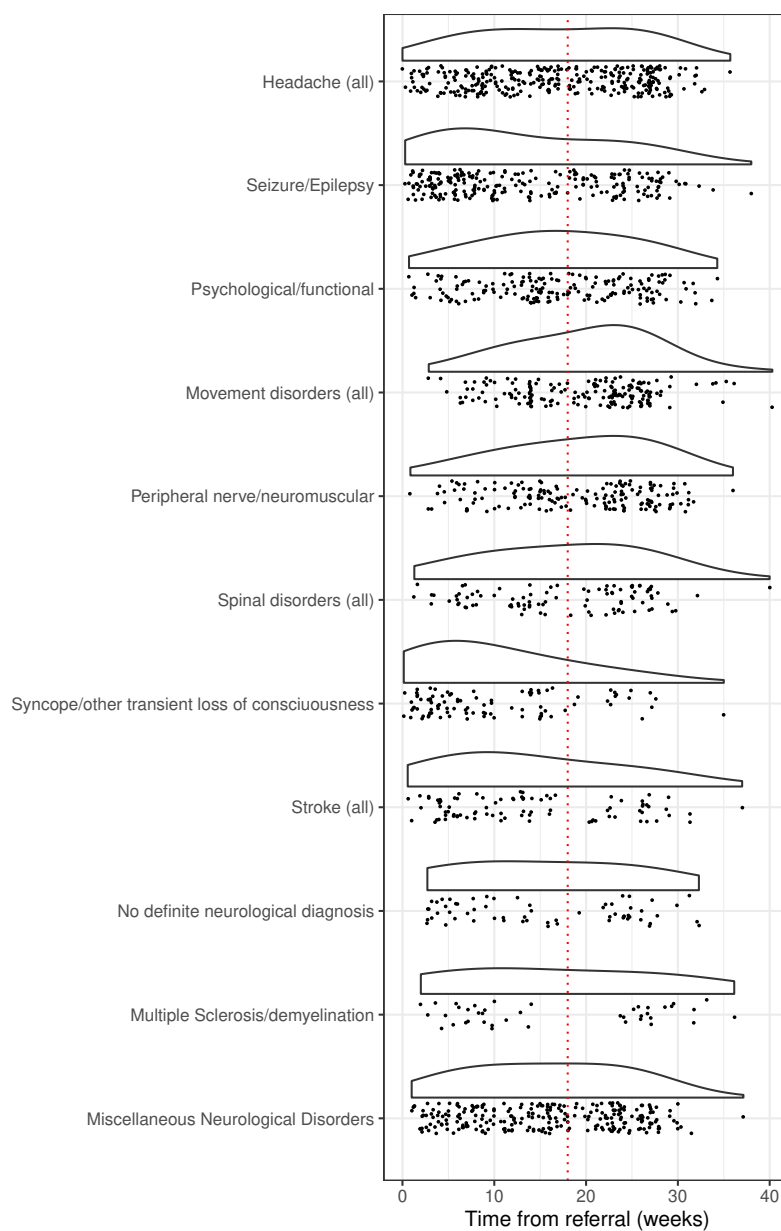 Headache (all)
Seizure/Epilepsy
Psychological/functional
Movement disorders (all)
Peripheral nerve/neuromuscular
Spinal disorders (all)
Syncope/other transient loss of consciuousness
Stroke (all)
No definite neurological diagnosis
Multiple Sclerosis/demyelination
Miscellaneous Neurological Disorders
0 10 20 30 40
Time from referral (weeks)